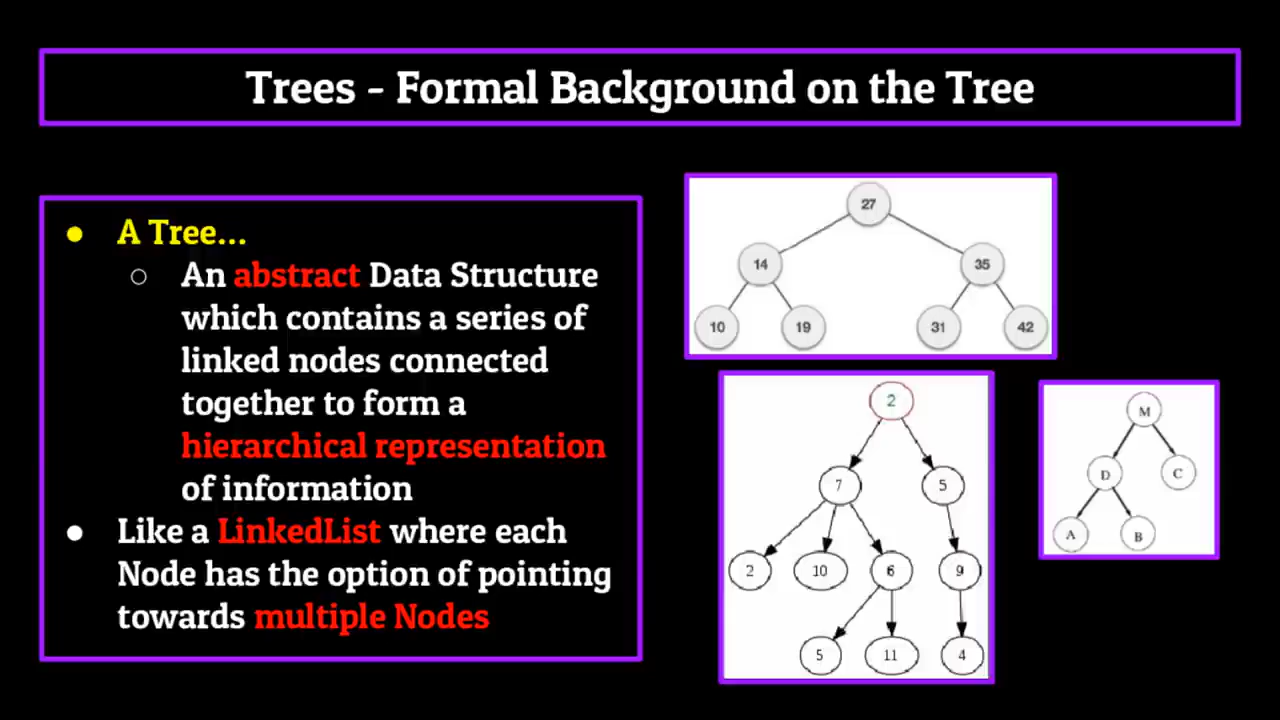 Trees - Formal Background on the Tree
● A Tree...
○ An abstract Data Structure
which contains a series of
linked nodes connected
together to form a
hierarchical representation
of information
● Like a LinkedList where each
Node has the option of pointing
towards multiple Nodes
27
14 35
10 19 31 42
2
7 5
2 10 6 9
5 11 4
M
D C
A B